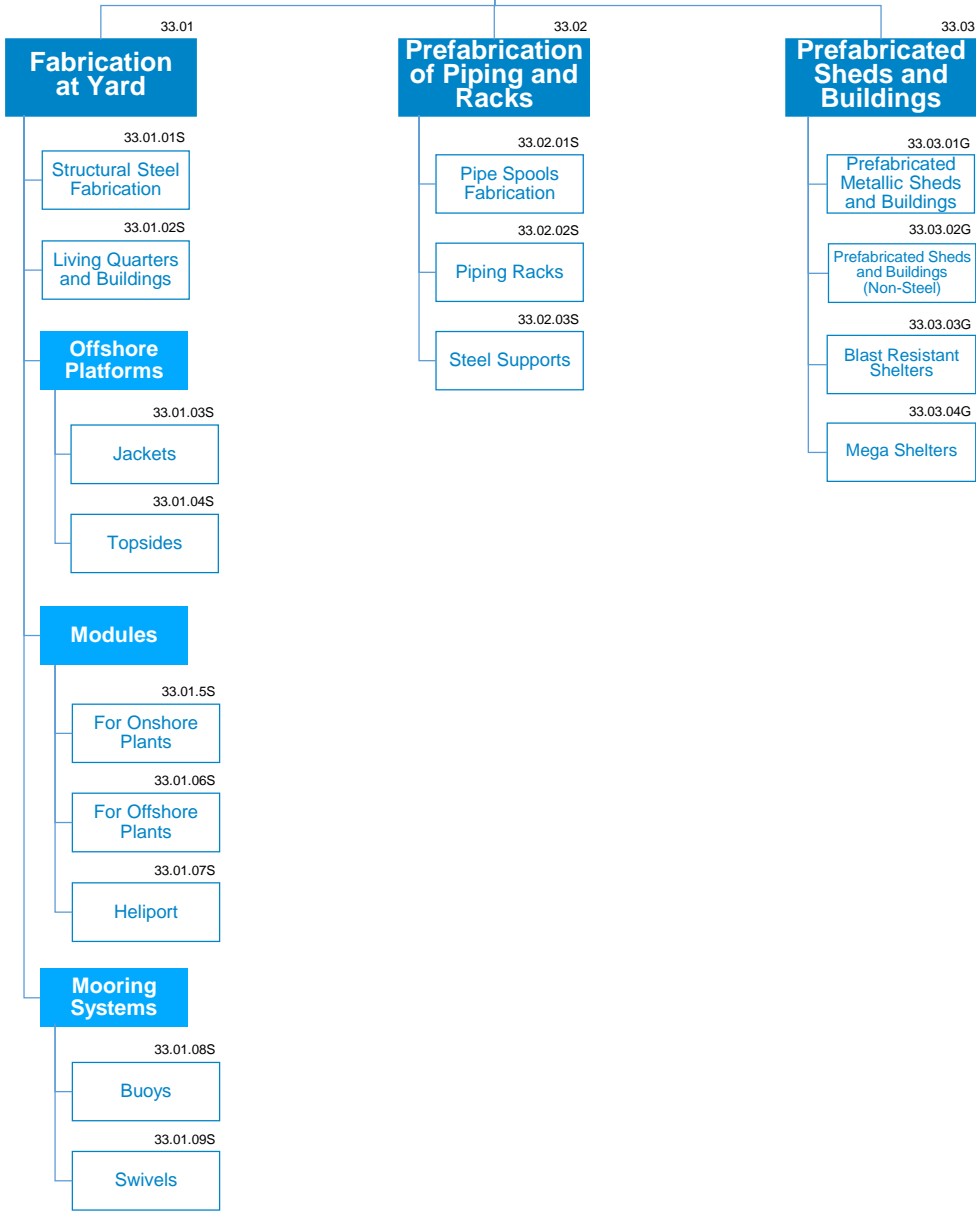 33.01
Fabrication
at Yard
33.01.01S
Structural Steel
Fabrication
33.01.02S
Living Quarters
and Buildings
Offshore
Platforms
33.01.03S
Jackets
33.01.04S
Topsides
Modules
33.01.5S
For Onshore
Plants
33.01.06S
For Offshore
Plants
33.01.07S
Heliport
Mooring
Systems
33.01.08S
Buoys
33.01.09S
Swivels
33.02
Prefabrication
of Piping and
Racks
33.02.01S
Pipe Spools
Fabrication
33.02.02S
Piping Racks
33.02.03S
Steel Supports
33.03
Prefabricated
Sheds and
Buildings
33.03.01G
Prefabricated
Metallic Sheds
and Buildings
33.03.02G
Prefabricated Sheds
and Buildings
(Non-Steel)
33.03.03G
Blast Resistant
Shelters
33.03.04G
Mega Shelters